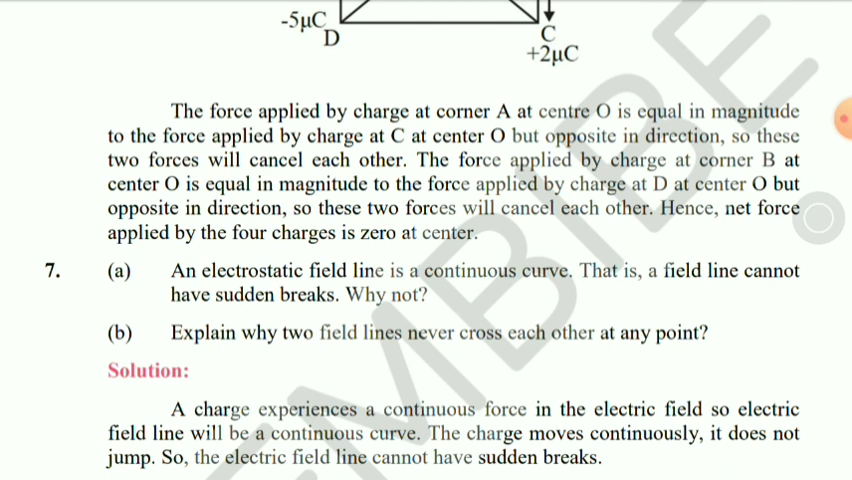 -5μC
D
C
+2μC
The force applied by charge at corner A at centre O is equal in magnitude
to the force applied by charge at C at center O but opposite in direction, so these
two forces will cancel each other. The force applied by charge at corner B at
center O is equal in magnitude to the force applied by charge at D at center O but
opposite in direction, so these two forces will cancel each other. Hence, net force
applied by the four charges is zero at center.
7. (a) An electrostatic field line is a continuous curve. That is, a field line cannot
have sudden breaks. Why not?
(b) Explain why two field lines never cross each other at any point?
Solution:
A charge experiences a continuous force in the electric field so electric
field line will be a continuous curve. The charge moves continuously, it does not
jump. So, the electric field line cannot have sudden breaks.
EMBIBE